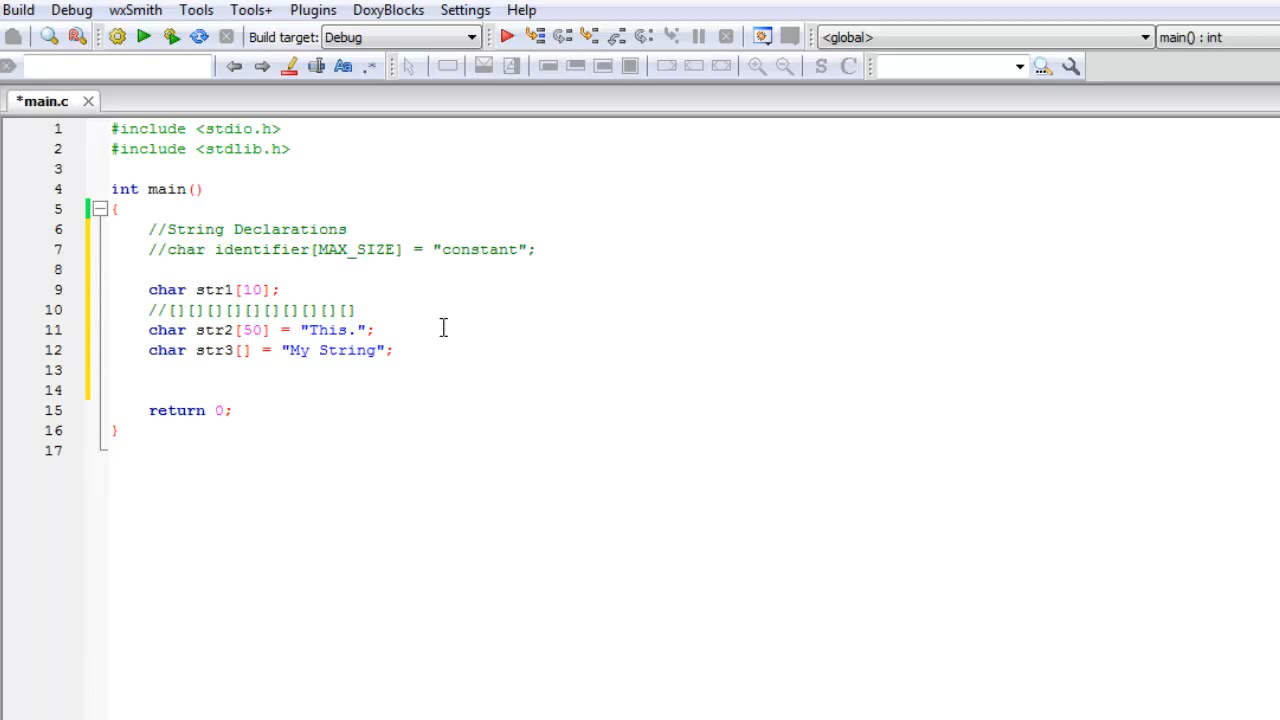 Build Debug wxSmith Tools Tools+ Plugins DoxyBlocks Settings Help
Build target: Debug <global> main() : int
*main.c
1 #include <stdio.h>
2 #include <stdlib.h>
3
4 int main()
5 {
6 //String Declarations
7 //char identifier[MAX_SIZE] = "constant";
8
9 char str1[10];
10 //[][][][][][][][][][]
11 char str2[50] = "This.";
12 char str3[] = "My String";
13
14
15 return 0;
16 }
17